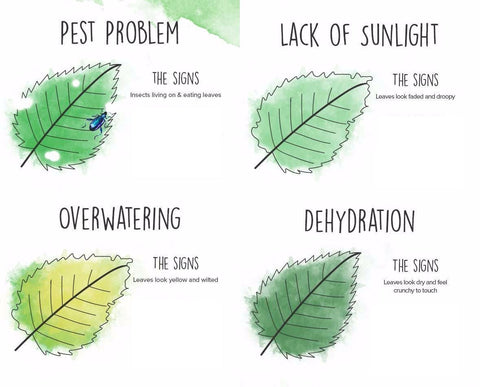 PEST PROBLEM
THE SIGNS
Insects living on & eating leaves
LACK OF SUNLIGHT
THE SIGNS
Leaves look faded and droopy
OVERWATERING
THE SIGNS
Leaves look yellow and wilted
DEHYDRATION
THE SIGNS
Leaves look dry and feel
crunchy to touch